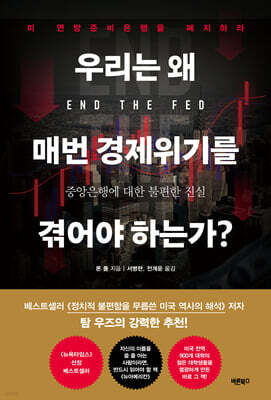 미 연방준비은행을 폐지하라
우리는 왜
END THE FED
매번 경제위기를
중앙은행에 대한 불편한 진실
겪어야 하는가?
론 폴 지음 | 서병한, 전계운 옮김
베스트셀러 《정치적 불편함을 무릅쓴 미국 역사의 해석》 저자
탐 우즈의 강력한 추천!
《뉴욕타임스》
선정
베스트셀러
자신의 이름을
쓸 줄 아는
사람이라면,
반드시 읽어야 할 책
《뉴아메리칸》
미국 전역
900개 대학의
젊은 대학생들을
열광하게 만든
바로 그 책!
바른북스